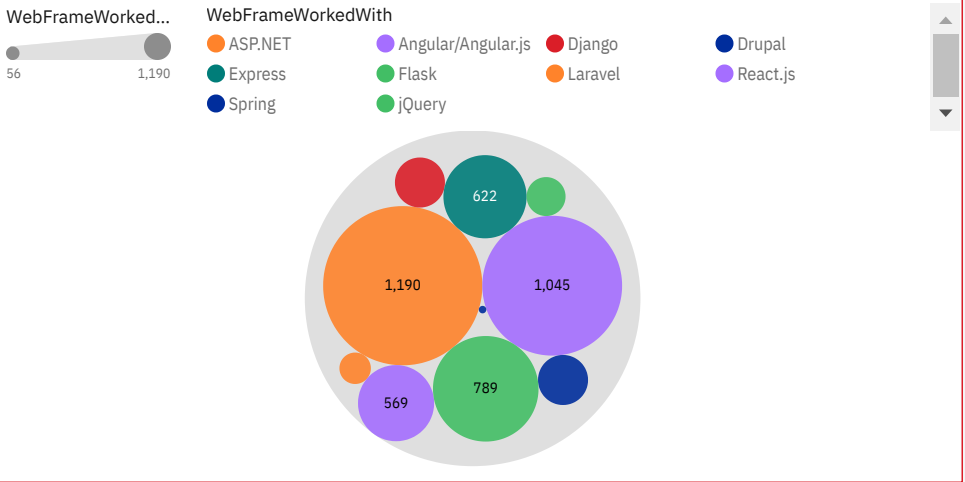 WebFrameWorked...
56 1,190
WebFrameWorkedWith
ASP.NET Angular/Angular.js Django Drupal
Express Flask Laravel React.js
Spring jQuery
622
1,190 1,045
789
569